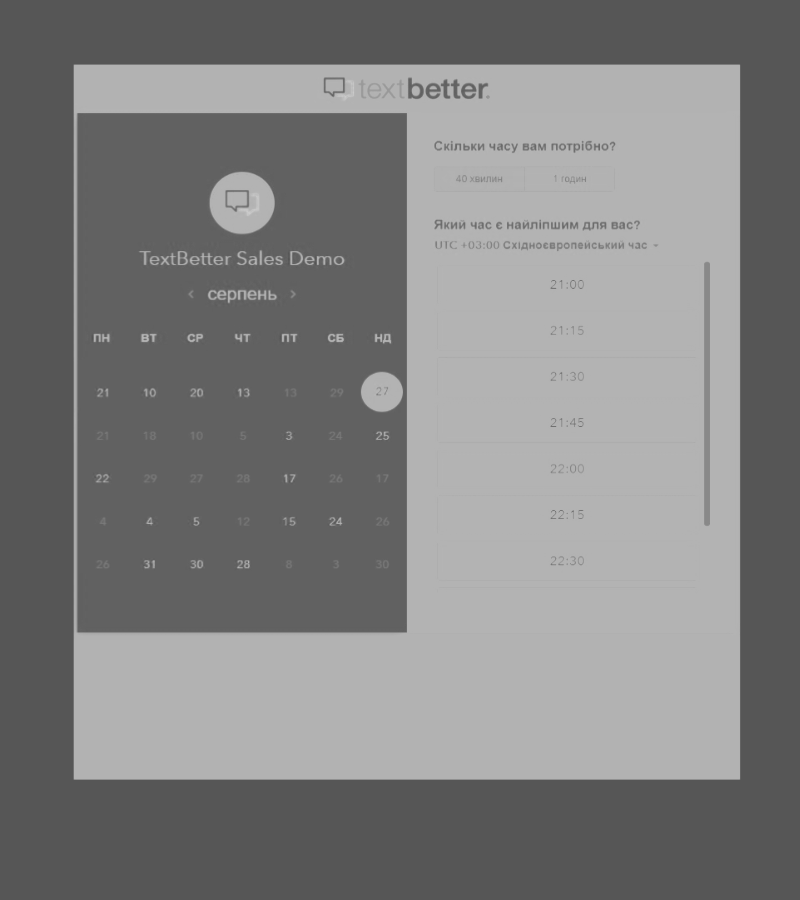 textbetter.
TextBetter Sales Demo
‹ серпень ›
ПН ВТ СР ЧТ ПТ СБ НД
21 10 20 13 13 29 27
21 18 10 5 3 24 25
22 29 27 28 17 26 17
4 4 5 12 15 24 26
26 31 30 28 8 3 30
Скільки часу вам потрібно?
40 хвилин 1 годин
Який час є найліпшим для вас?
UTC +03:00 Східноєвропейський час
21:00
21:15
21:30
21:45
22:00
22:15
22:30